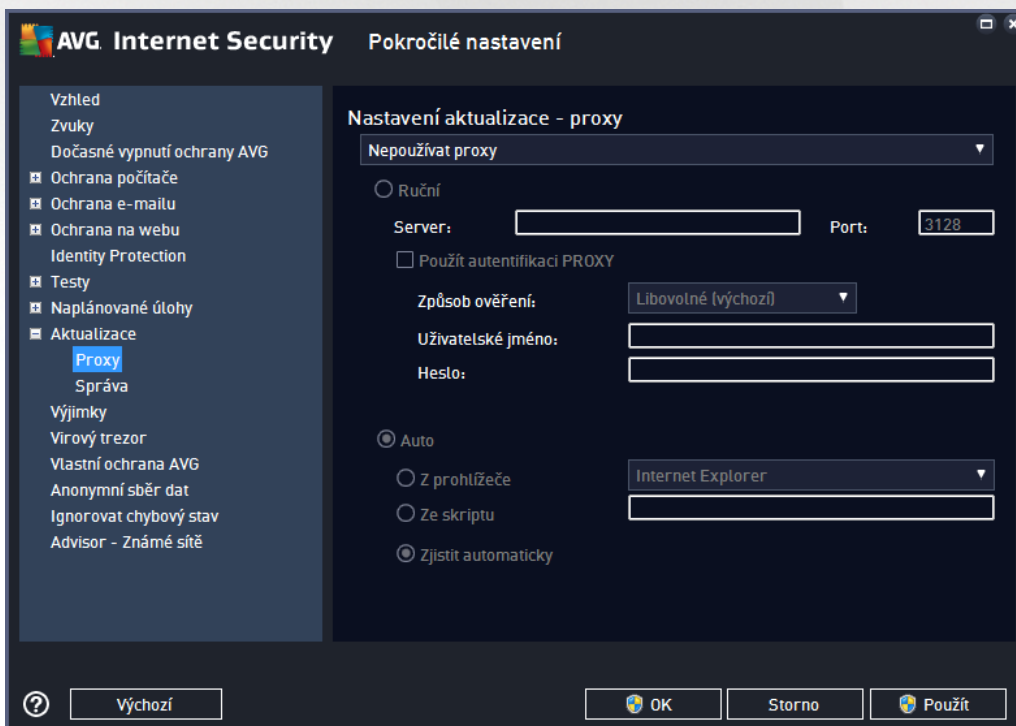 AVG. Internet Security Pokročilé nastavení
Vzhled
Zvuky
Dočasné vypnutí ochrany AVG
Ochrana počítače
Ochrana e-mailu
Ochrana na webu
Identity Protection
Testy
Naplánované úlohy
Aktualizace
Proxy
Správa
Výjimky
Virový trezor
Vlastní ochrana AVG
Anonymní sběr dat
Ignorovat chybový stav
Advisor - Známé sítě
Nastavení aktualizace - proxy
Nepoužívat proxy
Ruční
Server: Port: 3128
Použít autentifikaci PROXY
Způsob ověření: Libovolné (výchozí)
Uživatelské jméno:
Heslo:
Auto
Z prohlížeče Internet Explorer
Ze skriptu
Zjistit automaticky
? Výchozí OK Storno Použít